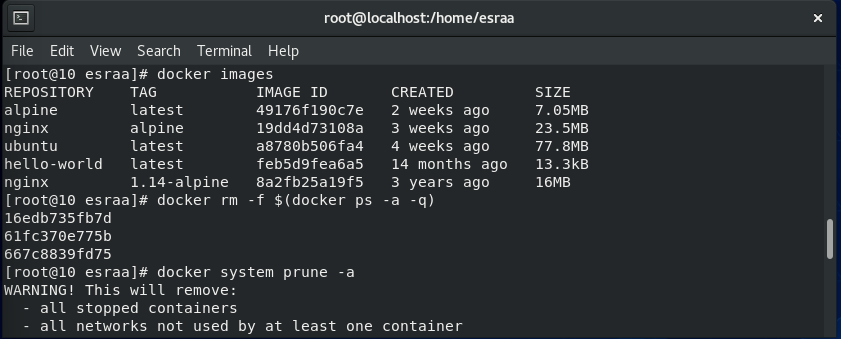 root@localhost:/home/esraa
File Edit View Search Terminal Help
[root@10 esraa]# docker images
REPOSITORY TAG IMAGE ID CREATED SIZE
alpine latest 49176f190c7e 2 weeks ago 7.05MB
nginx alpine 19dd4d73108a 3 weeks ago 23.5MB
ubuntu latest a8780b506fa4 4 weeks ago 77.8MB
hello-world latest feb5d9fea6a5 14 months ago 13.3kB
nginx 1.14-alpine 8a2fb25a19f5 3 years ago 16MB
[root@10 esraa]# docker rm -f $(docker ps -a -q)
16edb735fb7d
61fc370e775b
667c8839fd75
[root@10 esraa]# docker system prune -a
WARNING! This will remove:
- all stopped containers
- all networks not used by at least one container